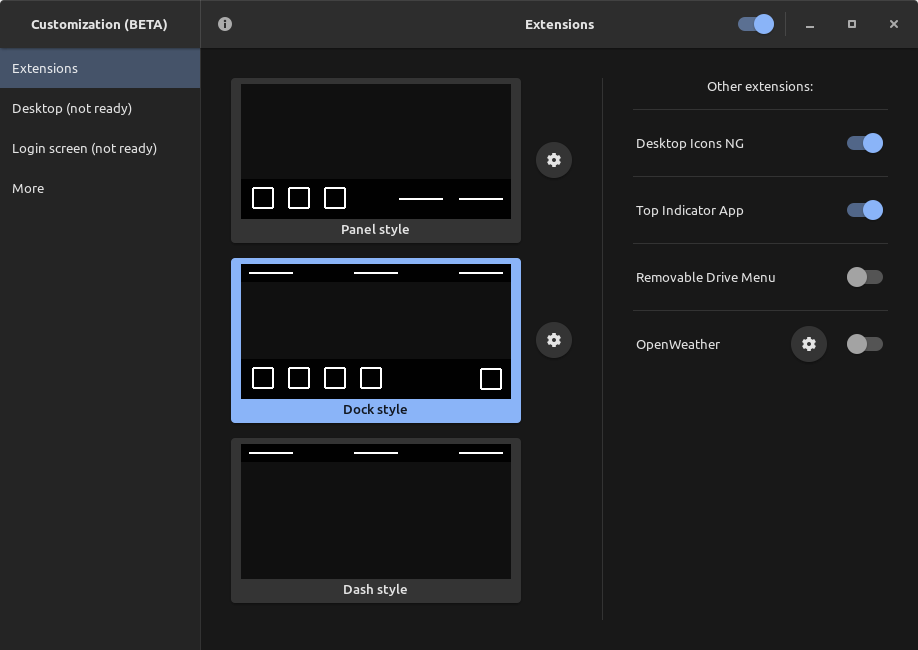 Customization (BETA)
Extensions
Extensions
Desktop (not ready)
Login screen (not ready)
More
Panel style
Dock style
Dash style
Other extensions:
Desktop Icons NG
Top Indicator App
Removable Drive Menu
OpenWeather